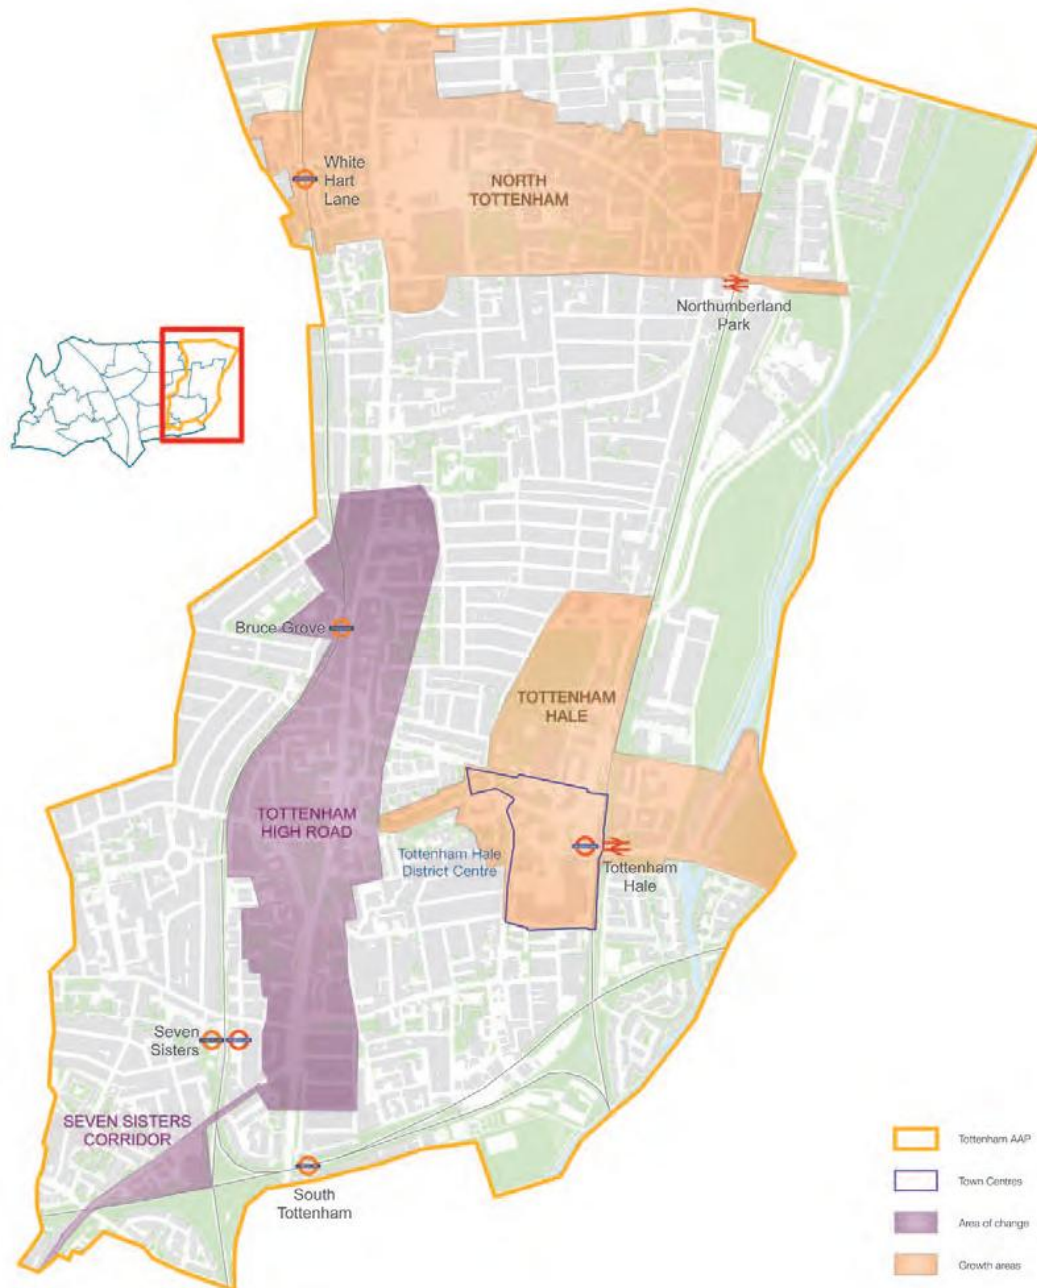 White
Hart
Lane
NORTH
TOTTENHAM
Northumberland
Park
Bruce Grove
TOTTENHAM
HALE
TOTTENHAM
HIGH ROAD
Tottenham Hale
District Centre
Tottenham
Hale
Seven
Sisters
SEVEN SISTERS
CORRIDOR
South
Tottenham
Tottenham AAP
Town Centres
Area of change
Growth areas